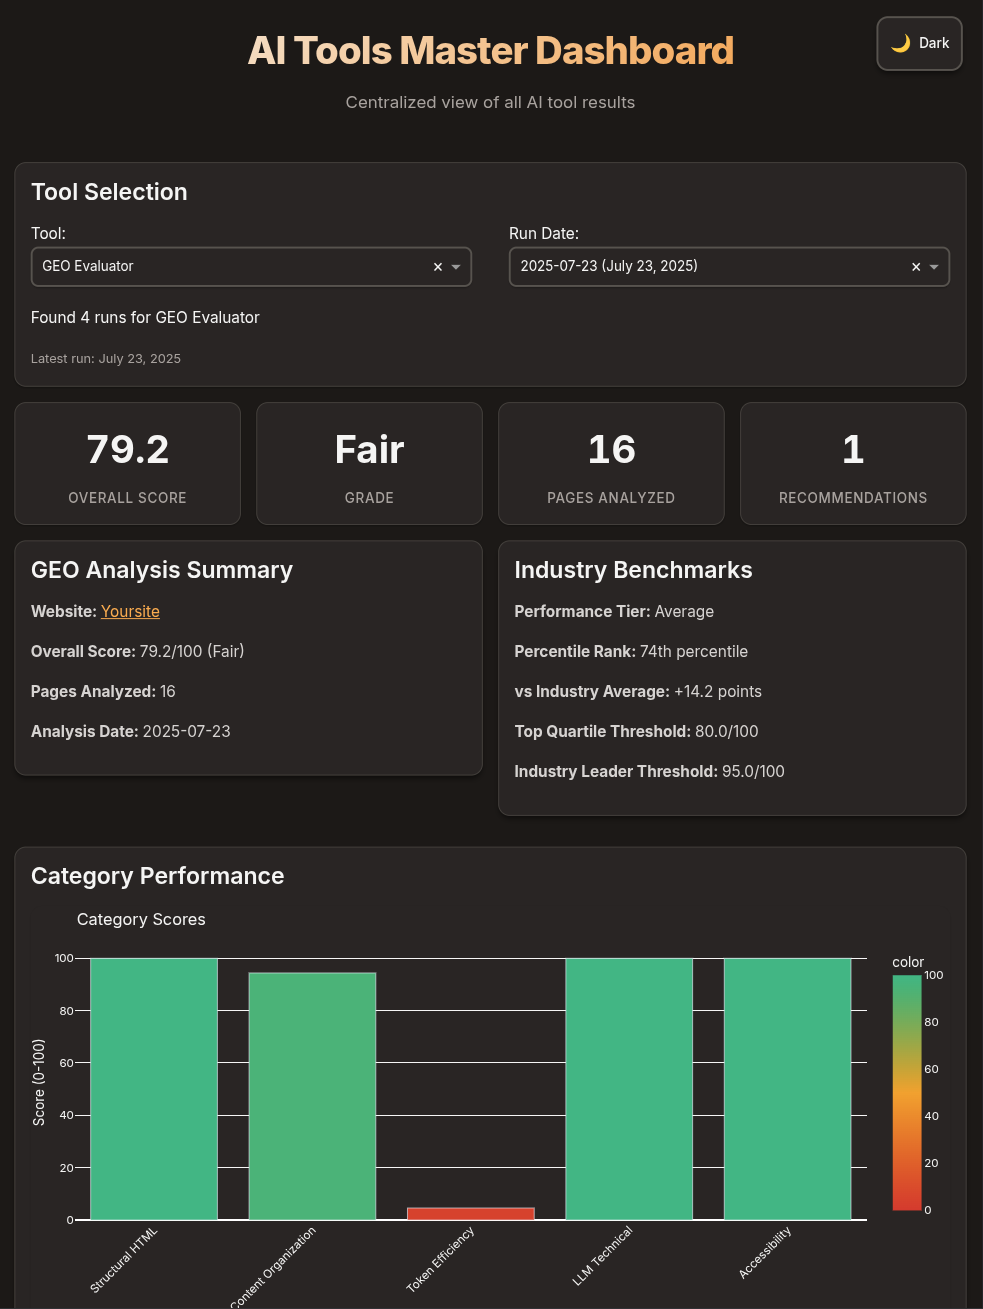 AI Tools Master Dashboard
🌙 Dark
Centralized view of all AI tool results
Tool Selection
Tool:
GEO Evaluator × 
Run Date:
2025-07-23 (July 23, 2025) × 
Found 4 runs for GEO Evaluator
Latest run: July 23, 2025
79.2
OVERALL SCORE
Fair
GRADE
16
PAGES ANALYZED
1
RECOMMENDATIONS
GEO Analysis Summary
Website: Yoursite
Overall Score: 79.2/100 (Fair)
Pages Analyzed: 16
Analysis Date: 2025-07-23
Industry Benchmarks
Performance Tier: Average
Percentile Rank: 74th percentile
vs Industry Average: +14.2 points
Top Quartile Threshold: 80.0/100
Industry Leader Threshold: 95.0/100
Category Performance
Category Scores
Score (0-100)
100
80
60
40
20
0
Structural HTML
Content Organization
Token Efficiency
LLM Technical
Accessibility
color
100
80
60
40
20
0